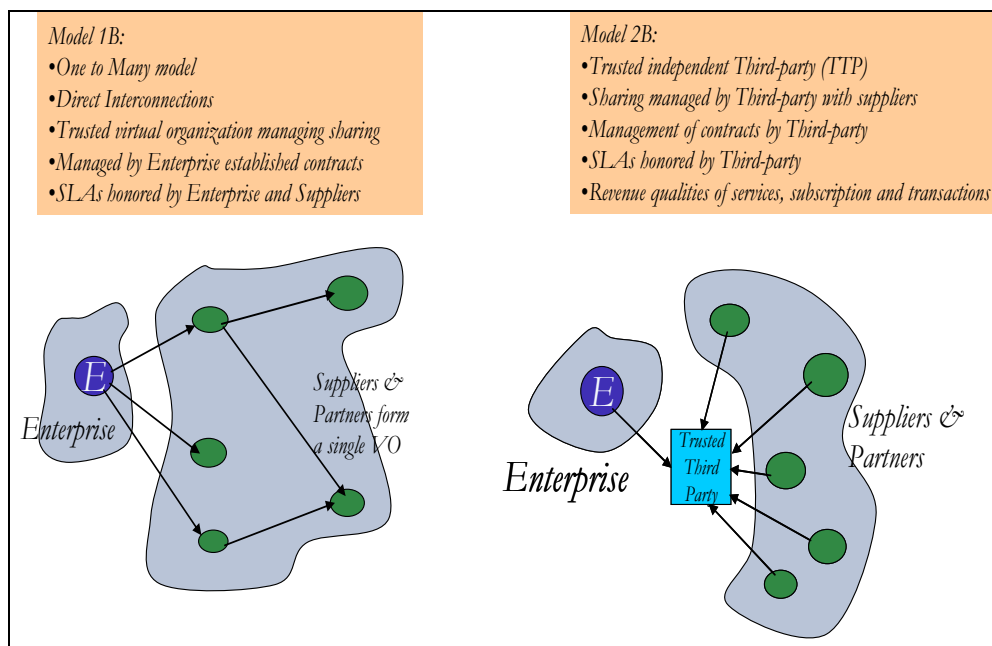 Model 1B:
•One to Many model
•Direct Interconnections
•Trusted virtual organization managing sharing
•Managed by Enterprise established contracts
•SLAs honored by Enterprise and Suppliers
Model 2B:
•Trusted independent Third-party (TTP)
•Sharing managed by Third-party with suppliers
•Management of contracts by Third-party
•SLAs honored by Third-party
•Revenue qualities of services, subscription and transactions
E
Enterprise
Suppliers &
Partners form
a single VO
E
Enterprise
Trusted
Third
Party
Suppliers &
Partners